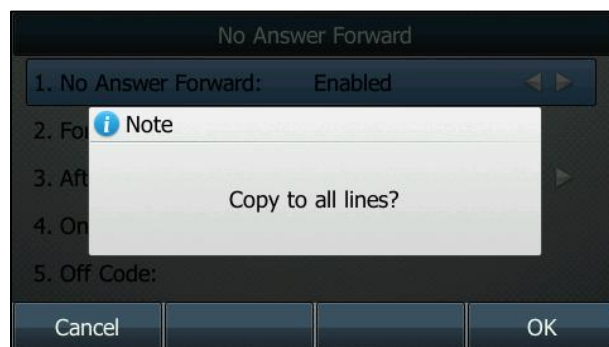 No Answer Forward
1. No Answer Forward: Enabled
2. Fo
Note
3. Aft
Copy to all lines?
4. On
5. Off Code:
Cancel OK